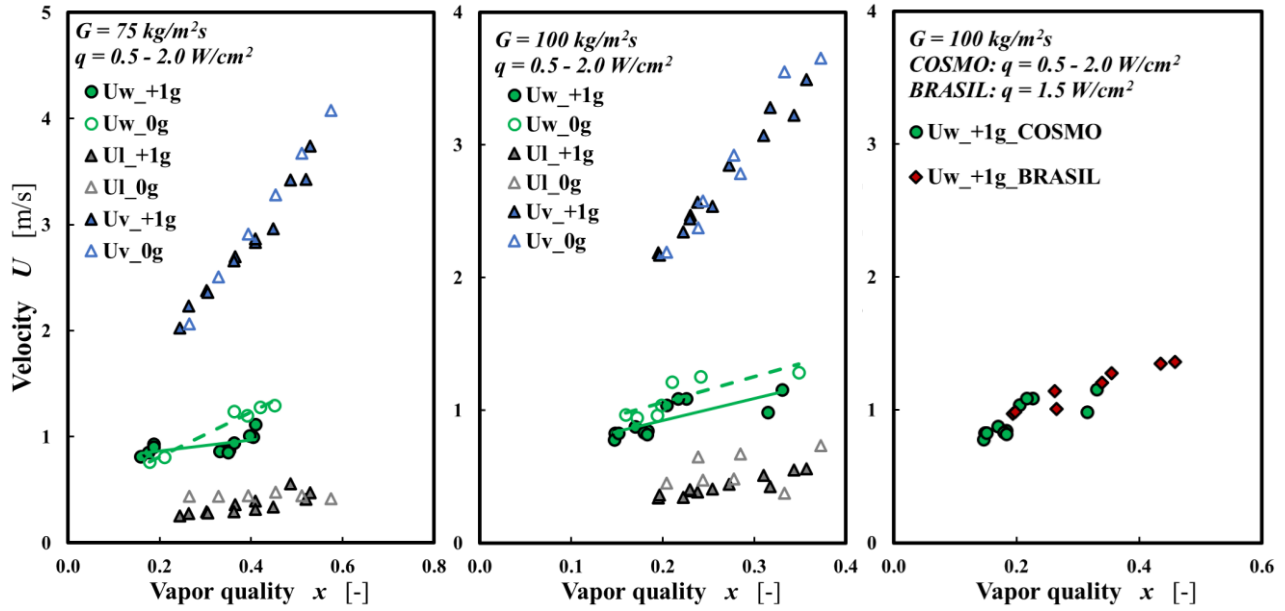 G = 75 kg/m²s
q = 0.5 - 2.0 W/cm²
Uw_+1g
Uw_0g
Ul_+1g
Ul_0g
Uv_+1g
Uv_0g
Velocity U [m/s]
5
4
3
2
1
0
0.0 0.2 0.4 0.6 0.8
Vapor quality x [-]
G = 100 kg/m²s
q = 0.5 - 2.0 W/cm²
Uw_+1g
Uw_0g
Ul_+1g
Ul_0g
Uv_+1g
Uv_0g
4
3
2
1
0
0 0.1 0.2 0.3 0.4
Vapor quality x [-]
G = 100 kg/m²s
COSMO: q = 0.5 - 2.0 W/cm²
BRASIL: q = 1.5 W/cm²
Uw_+1g_COSMO
Uw_+1g_BRASIL
4
3
2
1
0
0.0 0.2 0.4 0.6
Vapor quality x [-]